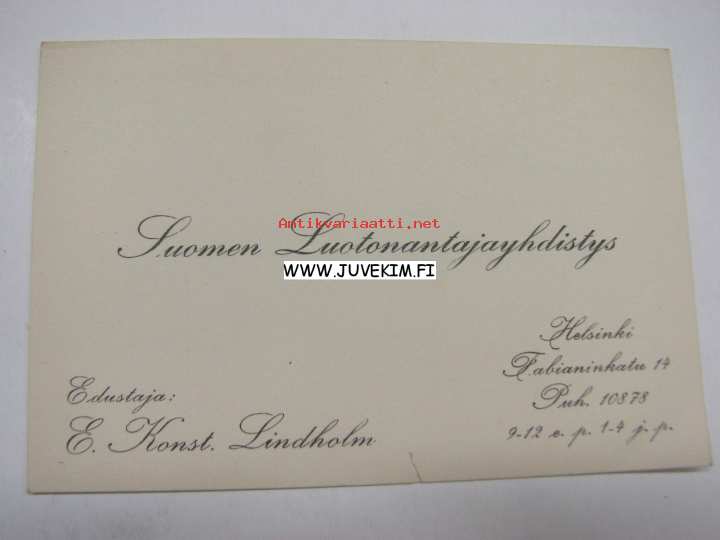 Antikvariaatti.net
Suomen Luotonantajayhdistys
WWW.JUVEKIM.FI
Helsinki
Fabianinkatu 14
Puh. 10878
9-12 e. p. 1-4 j. p.
Edustaja:
E. Konst. Lindholm